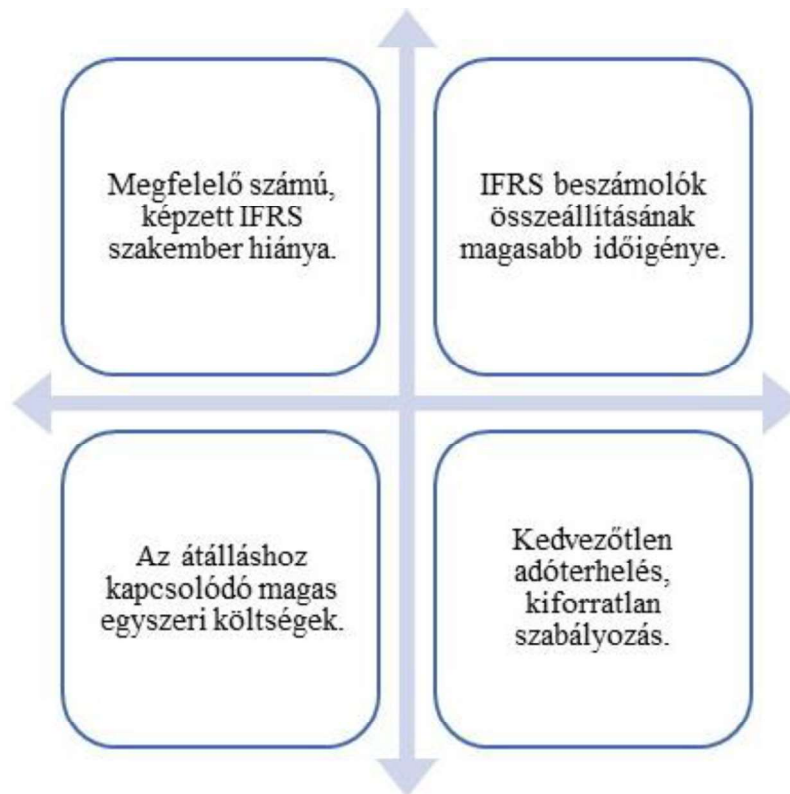 Megfelelő számú,
képzett IFRS
szakember hiánya.
IFRS beszámolók
összeállításának
magasabb időigénye.
Az átálláshoz
kapcsolódó magas
egyszeri költségek.
Kedvezőtlen
adóterhelés,
kiforratlan
szabályozás.